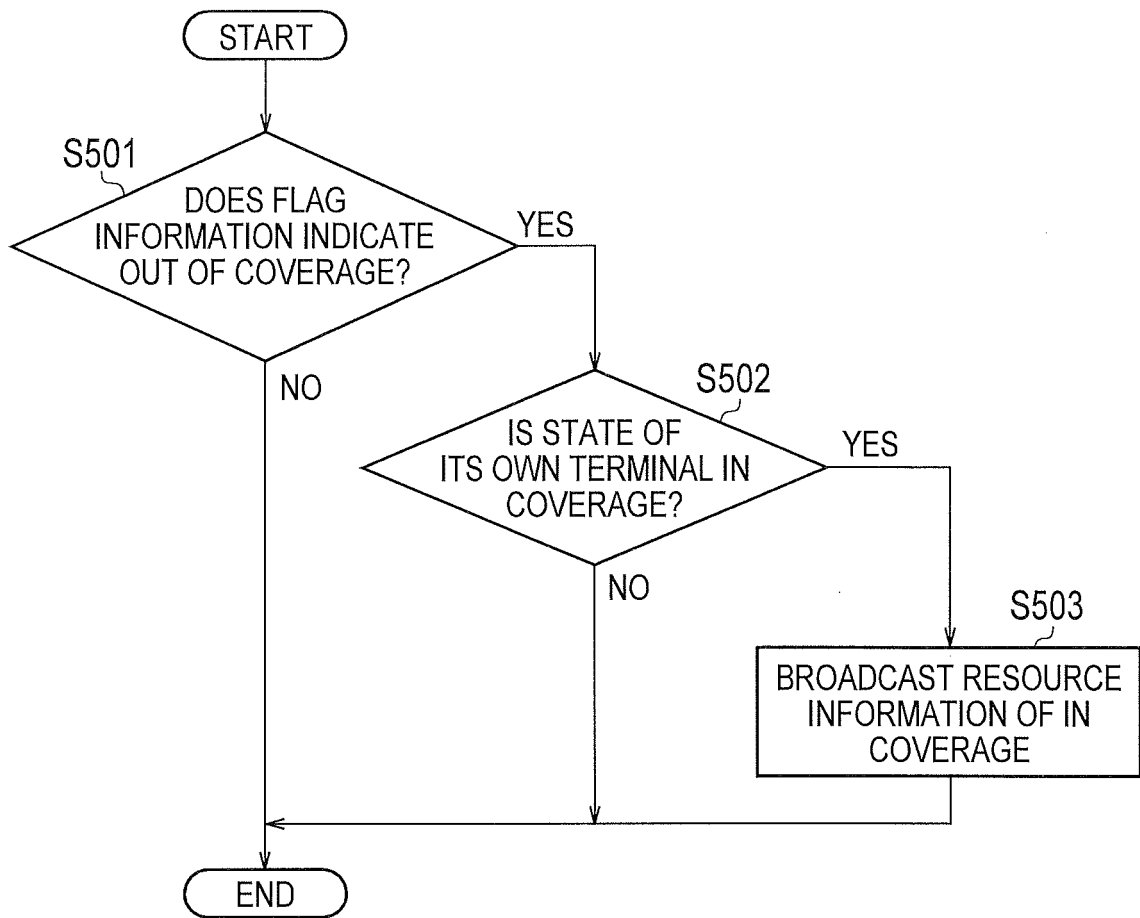 START
S501
DOES FLAG
INFORMATION INDICATE
OUT OF COVERAGE?
YES
NO
S502
IS STATE OF
ITS OWN TERMINAL IN
COVERAGE?
YES
NO
S503
BROADCAST RESOURCE
INFORMATION OF IN
COVERAGE
END